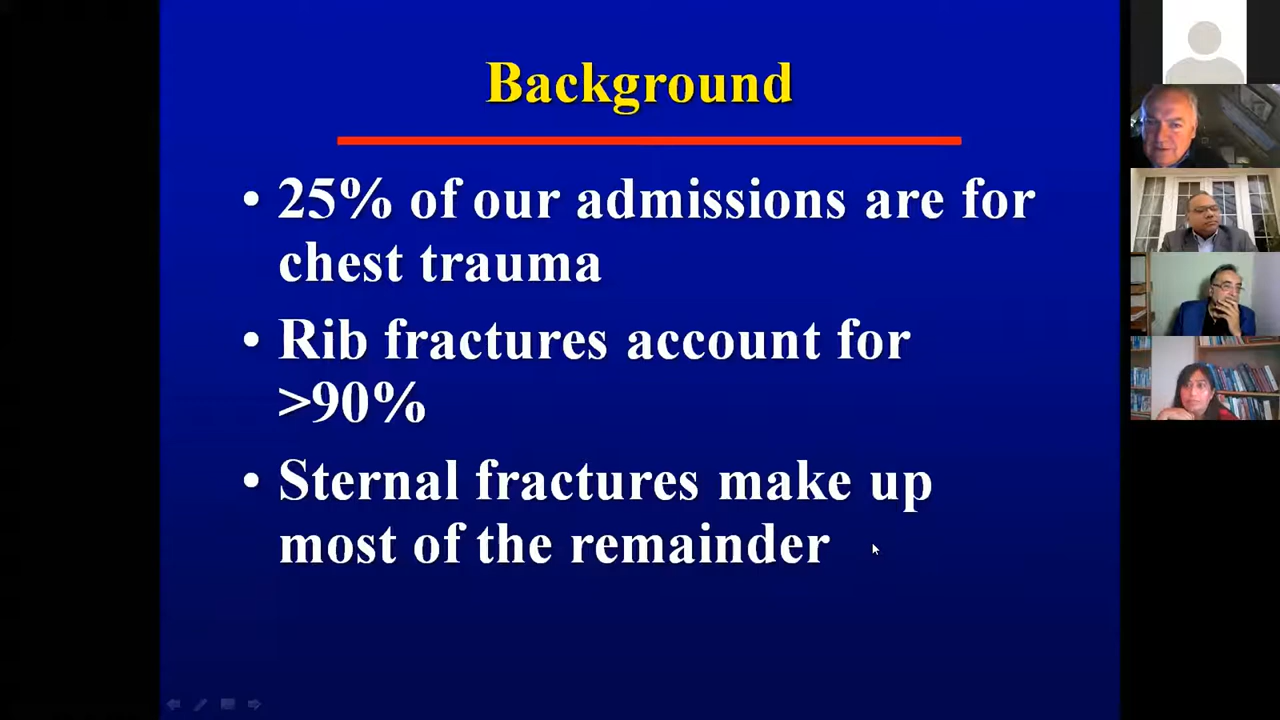 Background
• 25% of our admissions are for
chest trauma
• Rib fractures account for
>90%
• Sternal fractures make up
most of the remainder